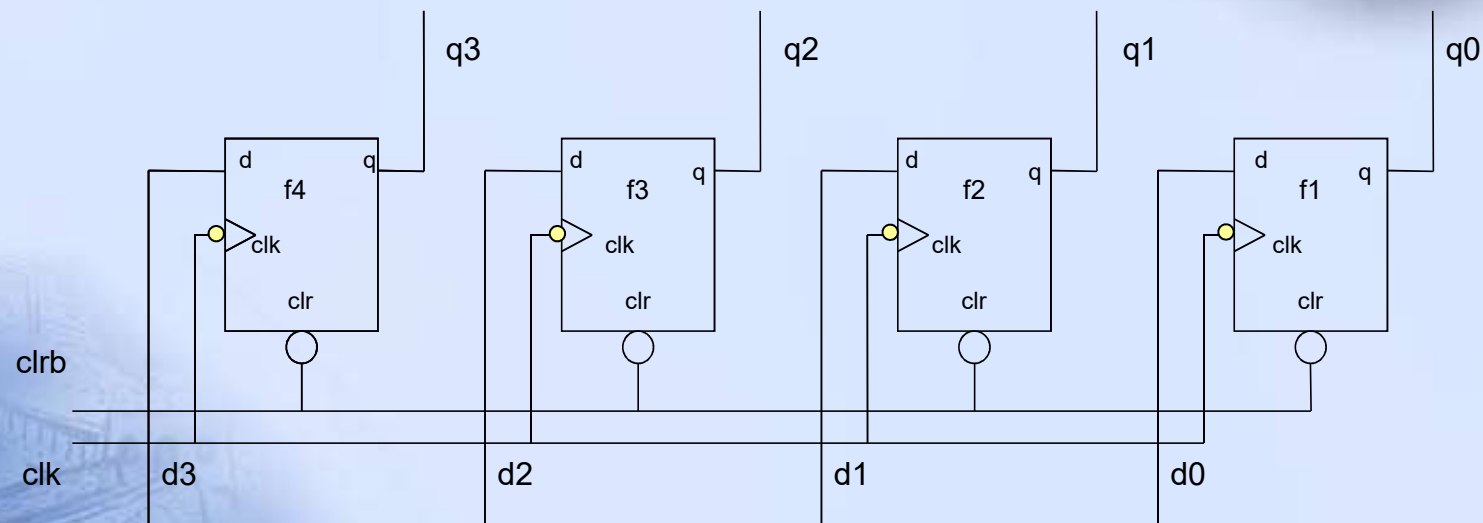 q3 q2 q1 q0
d q d q d q d q
f4 f3 f2 f1
clk clk clk clk
clr clr clr clr
clrb
clk d3 d2 d1 d0